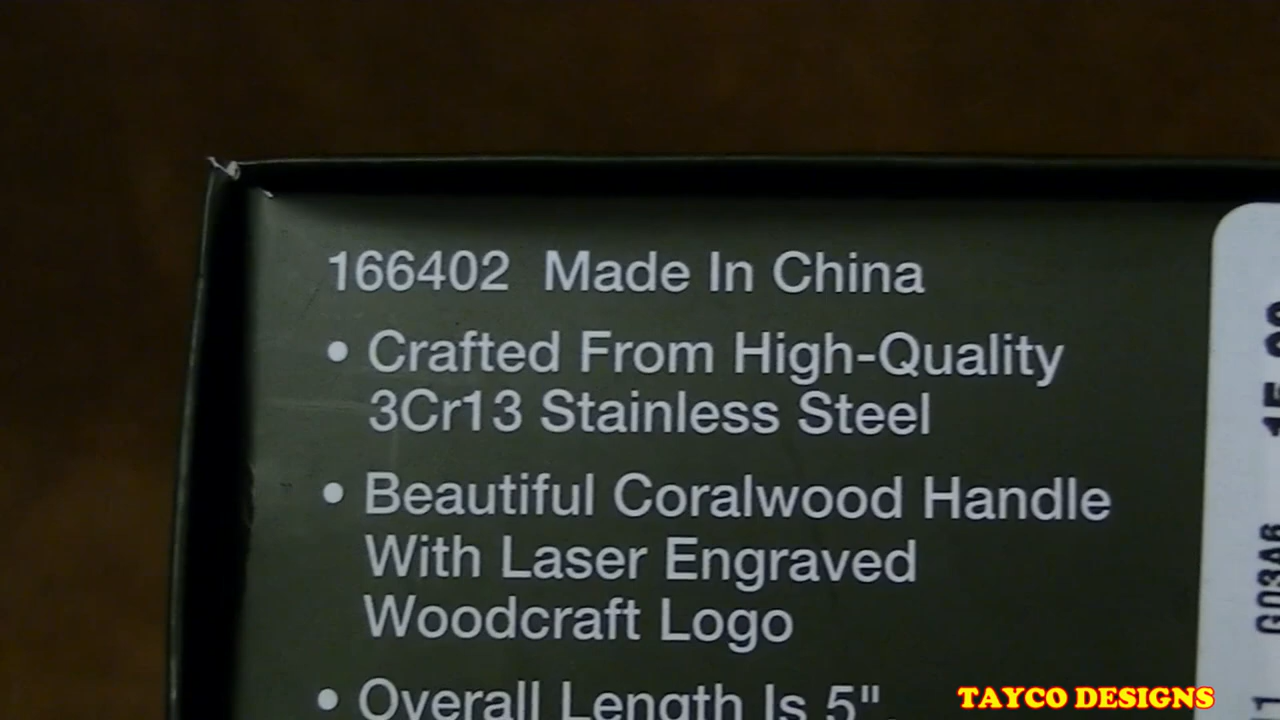 166402 Made In China
• Crafted From High-Quality
3Cr13 Stainless Steel
• Beautiful Coralwood Handle
With Laser Engraved
Woodcraft Logo
• Overall Length Is 5"
G03A6
TAYCO DESIGNS